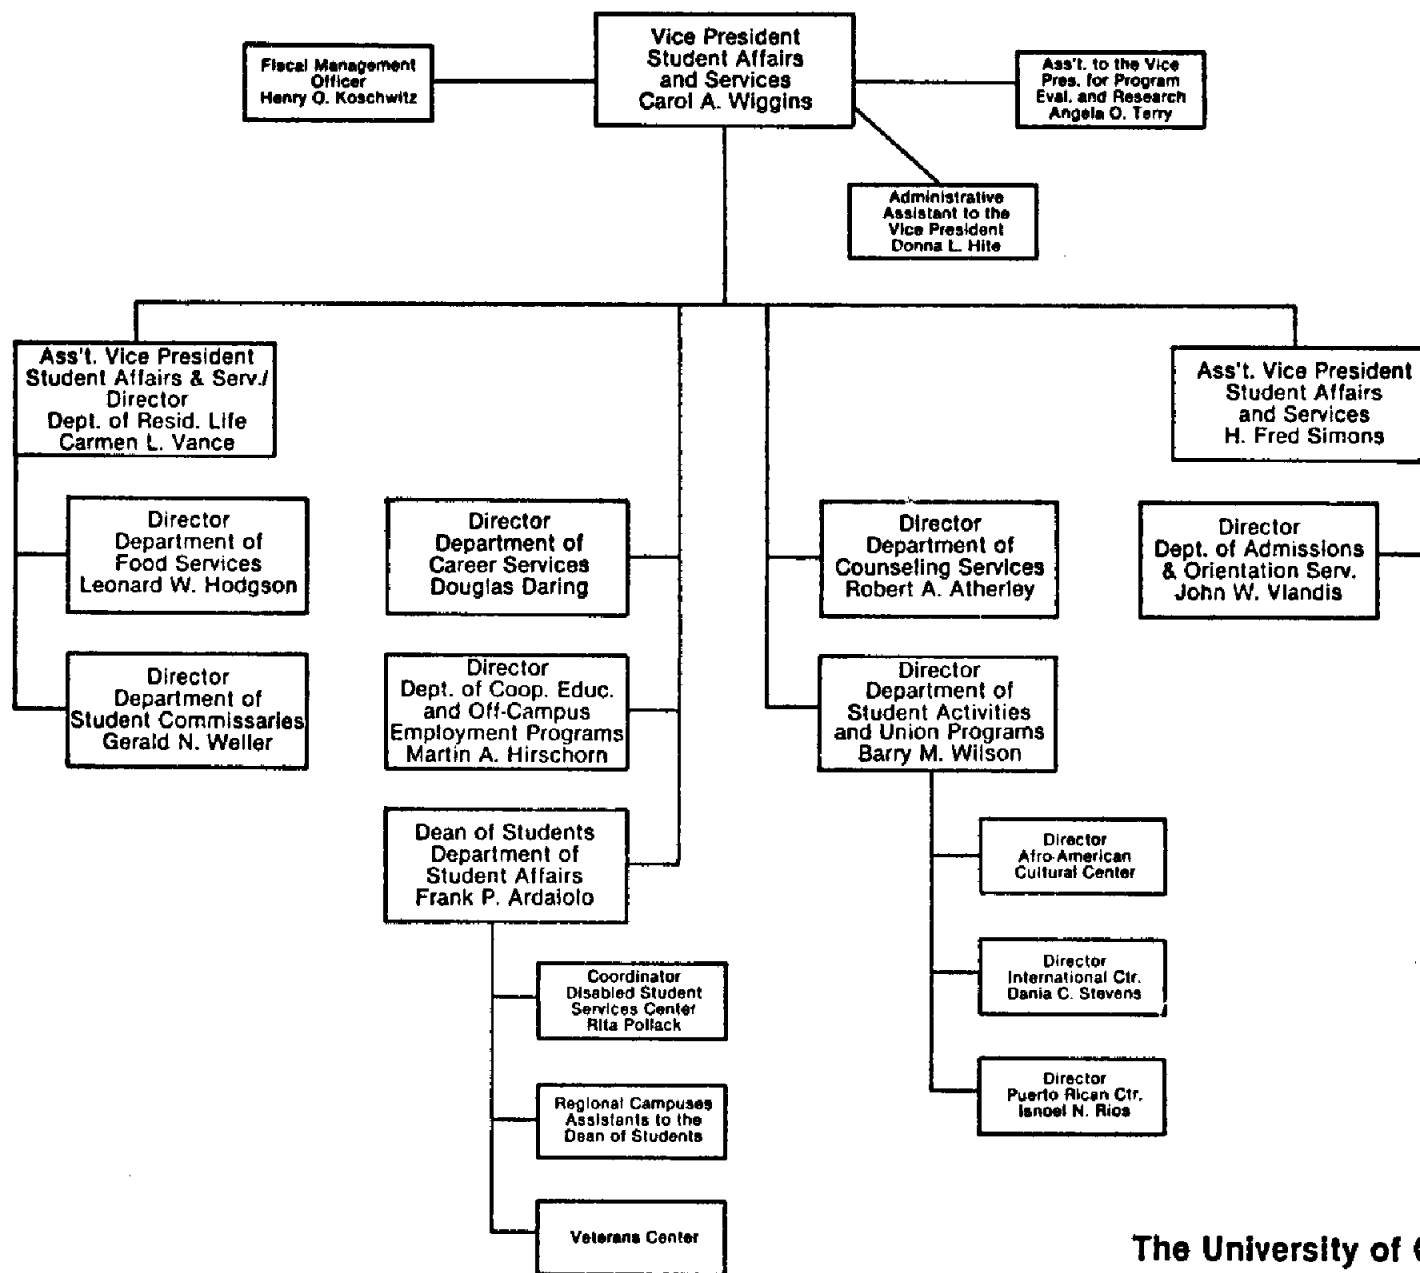 Vice President
Student Affairs
and Services
Carol A. Wiggins
Fiscal Management
Officer
Henry O. Koschwitz
Ass't. to the Vice
Pres. for Program
Eval. and Research
Angela O. Terry
Administrative
Assistant to the
Vice President
Donna L. Hite
Ass't. Vice President
Student Affairs & Serv./
Director
Dept. of Resid. Life
Carmen L. Vance
Ass't. Vice President
Student Affairs
and Services
H. Fred Simons
Director
Department of
Food Services
Leonard W. Hodgson
Director
Department of
Career Services
Douglas Daring
Director
Department of
Counseling Services
Robert A. Atherley
Director
Dept. of Admissions
& Orientation Serv.
John W. Vlandis
Director
Department of
Student Commissaries
Gerald N. Weller
Director
Dept. of Coop. Educ.
and Off-Campus
Employment Programs
Martin A. Hirschorn
Director
Department of
Student Activities
and Union Programs
Barry M. Wilson
Dean of Students
Department of
Student Affairs
Frank P. Ardaiolo
Director
Afro-American
Cultural Center
Coordinator
Disabled Student
Services Center
Rita Pollack
Director
International Ctr.
Dania C. Stevens
Regional Campuses
Assistants to the
Dean of Students
Director
Puerto Rican Ctr.
Isnoel N. Rios
Veterans Center
The University of